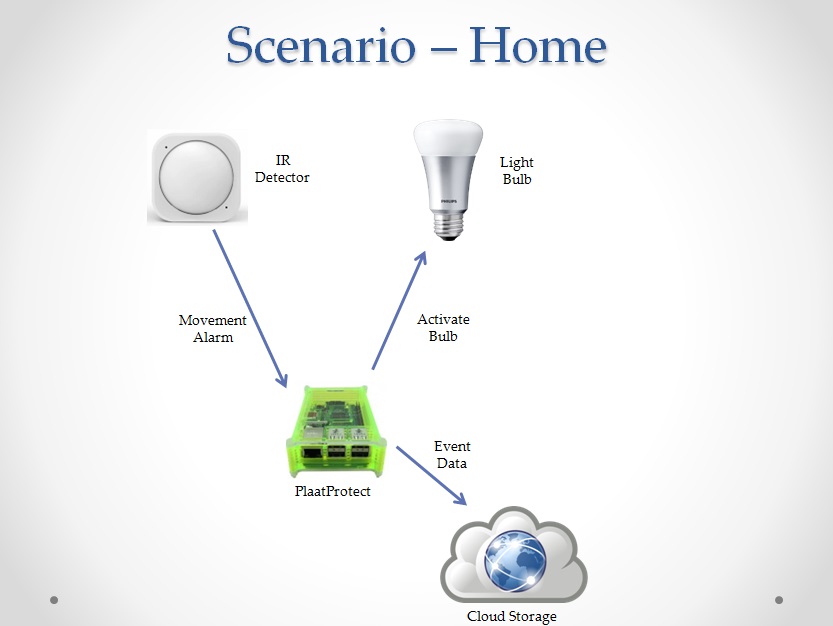 Scenario – Home
IR
Detector
Light
Bulb
PHILIPS
Movement
Alarm
Activate
Bulb
Event
Data
PlaatProtect
Cloud Storage